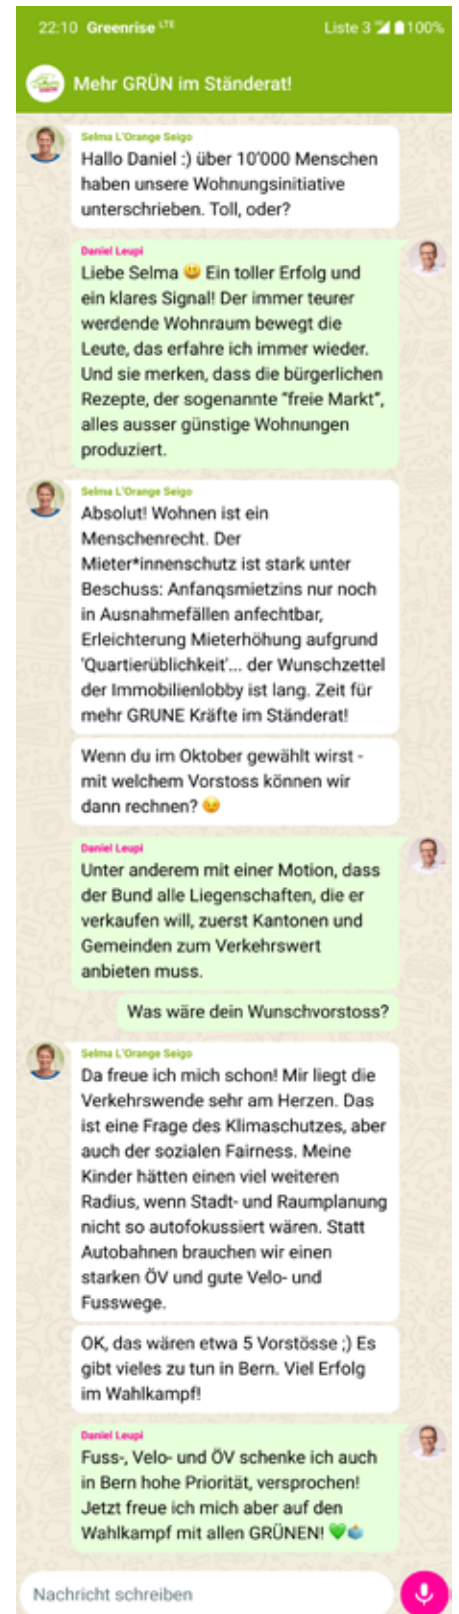 22:10 Greenrise LTE Liste 3 100%
Mehr GRÜN im Ständerat!
Selma L'Orange Seigo
Hallo Daniel :) über 10'000 Menschen
haben unsere Wohnungsinitiative
unterschrieben. Toll, oder?
Daniel Leupi
Liebe Selma 😃 Ein toller Erfolg und
ein klares Signal! Der immer teurer
werdende Wohnraum bewegt die
Leute, das erfahre ich immer wieder.
Und sie merken, dass die bürgerlichen
Rezepte, der sogenannte "freie Markt",
alles ausser günstige Wohnungen
produziert.
Selma L'Orange Seigo
Absolut! Wohnen ist ein
Menschenrecht. Der
Mieter*innenschutz ist stark unter
Beschuss: Anfanqsmietzins nur noch
in Ausnahmefällen anfechtbar,
Erleichterung Mieterhöhung aufgrund
'Quartierüblichkeit'... der Wunschzettel
der Immobilienlobby ist lang. Zeit für
mehr GRUNE Kräfte im Ständerat!
Wenn du im Oktober gewählt wirst -
mit welchem Vorstoss können wir
dann rechnen? 😉
Daniel Leupi
Unter anderem mit einer Motion, dass
der Bund alle Liegenschaften, die er
verkaufen will, zuerst Kantonen und
Gemeinden zum Verkehrswert
anbieten muss.
Was wäre dein Wunschvorstoss?
Selma L'Orange Seigo
Da freue ich mich schon! Mir liegt die
Verkehrswende sehr am Herzen. Das
ist eine Frage des Klimaschutzes, aber
auch der sozialen Fairness. Meine
Kinder hätten einen viel weiteren
Radius, wenn Stadt- und Raumplanung
nicht so autofokussiert wären. Statt
Autobahnen brauchen wir einen
starken ÖV und gute Velo- und
Fusswege.
OK, das wären etwa 5 Vorstösse ;) Es
gibt vieles zu tun in Bern. Viel Erfolg
im Wahlkampf!
Daniel Leupi
Fuss-, Velo- und ÖV schenke ich auch
in Bern hohe Priorität, versprochen!
Jetzt freue ich mich aber auf den
Wahlkampf mit allen GRÜNEN! 💚🗳️
Nachricht schreiben